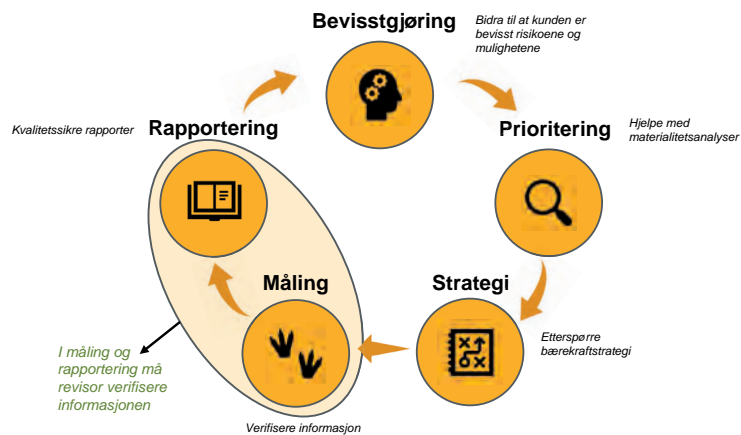 Bevisstgjøring
Bidra til at kunden er
bevisst risikoene og
mulighetene
Prioritering
Hjelpe med
materialitetsanalyser
Strategi
Etterspørre
bærekraftstrategi
Måling
Verifisere informasjon
Rapportering
Kvalitetssikre rapporter
I måling og
rapportering må
revisor verifisere
informasjonen